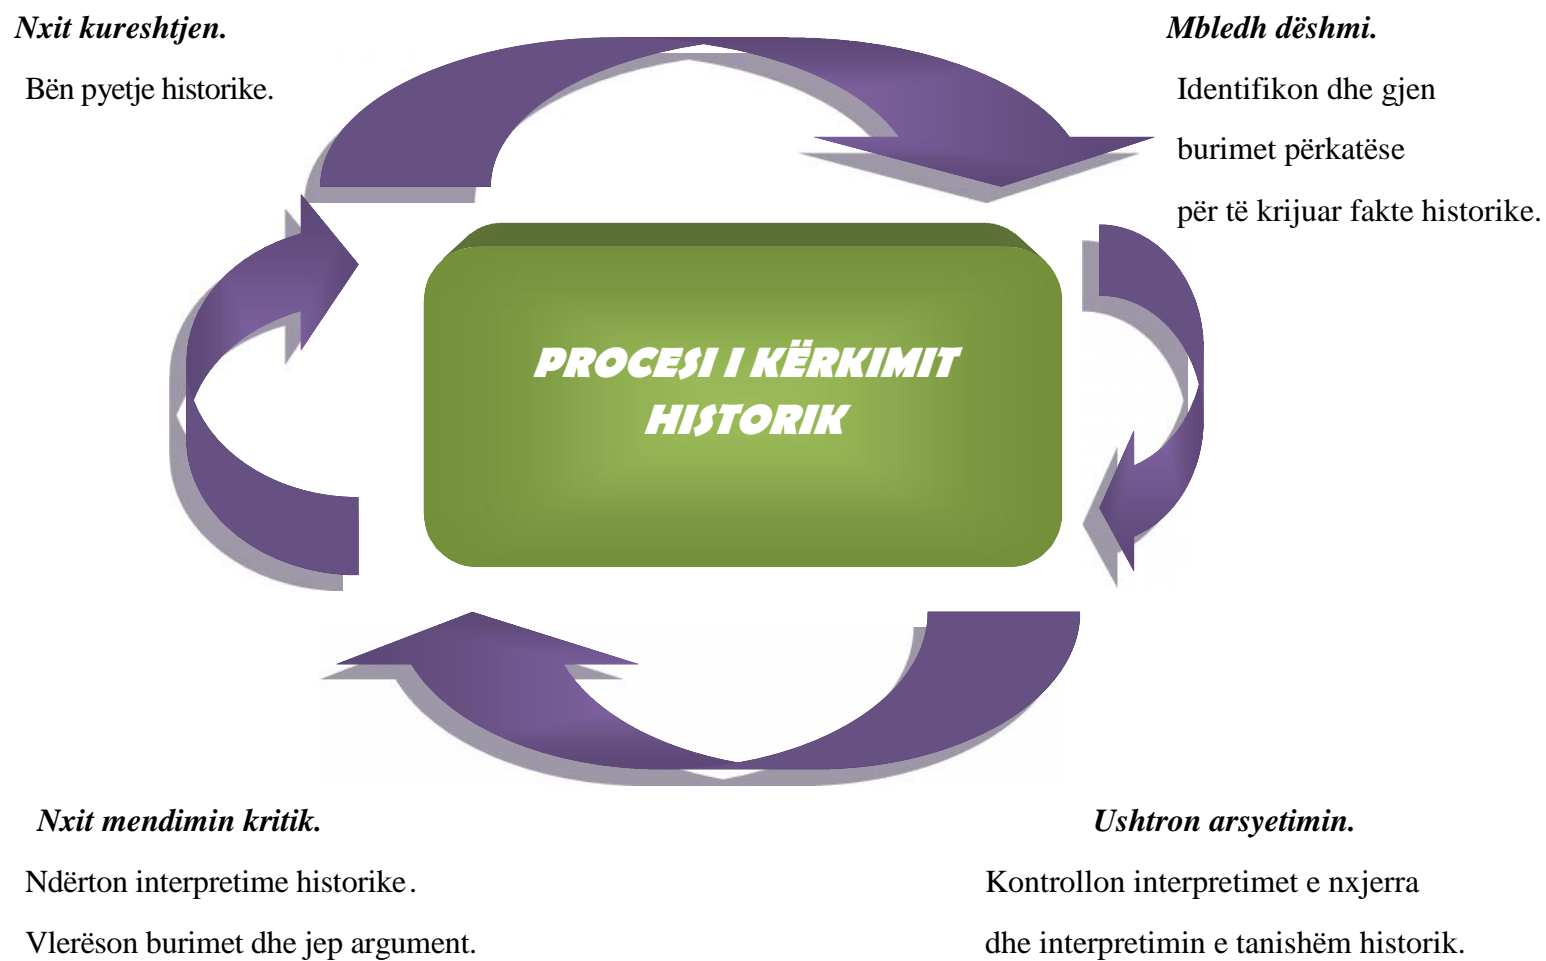 Nxit kureshtjen.
Bën pyetje historike.
Mbledh dëshmi.
Identifikon dhe gjen
burimet përkatëse
për të krijuar fakte historike.
PROCESI I KËRKIMIT
HISTORIK
Nxit mendimin kritik.
Ndërton interpretime historike.
Vlerëson burimet dhe jep argument.
Ushtron arsyetimin.
Kontrollon interpretimet e nxjerra
dhe interpretimin e tanishëm historik.